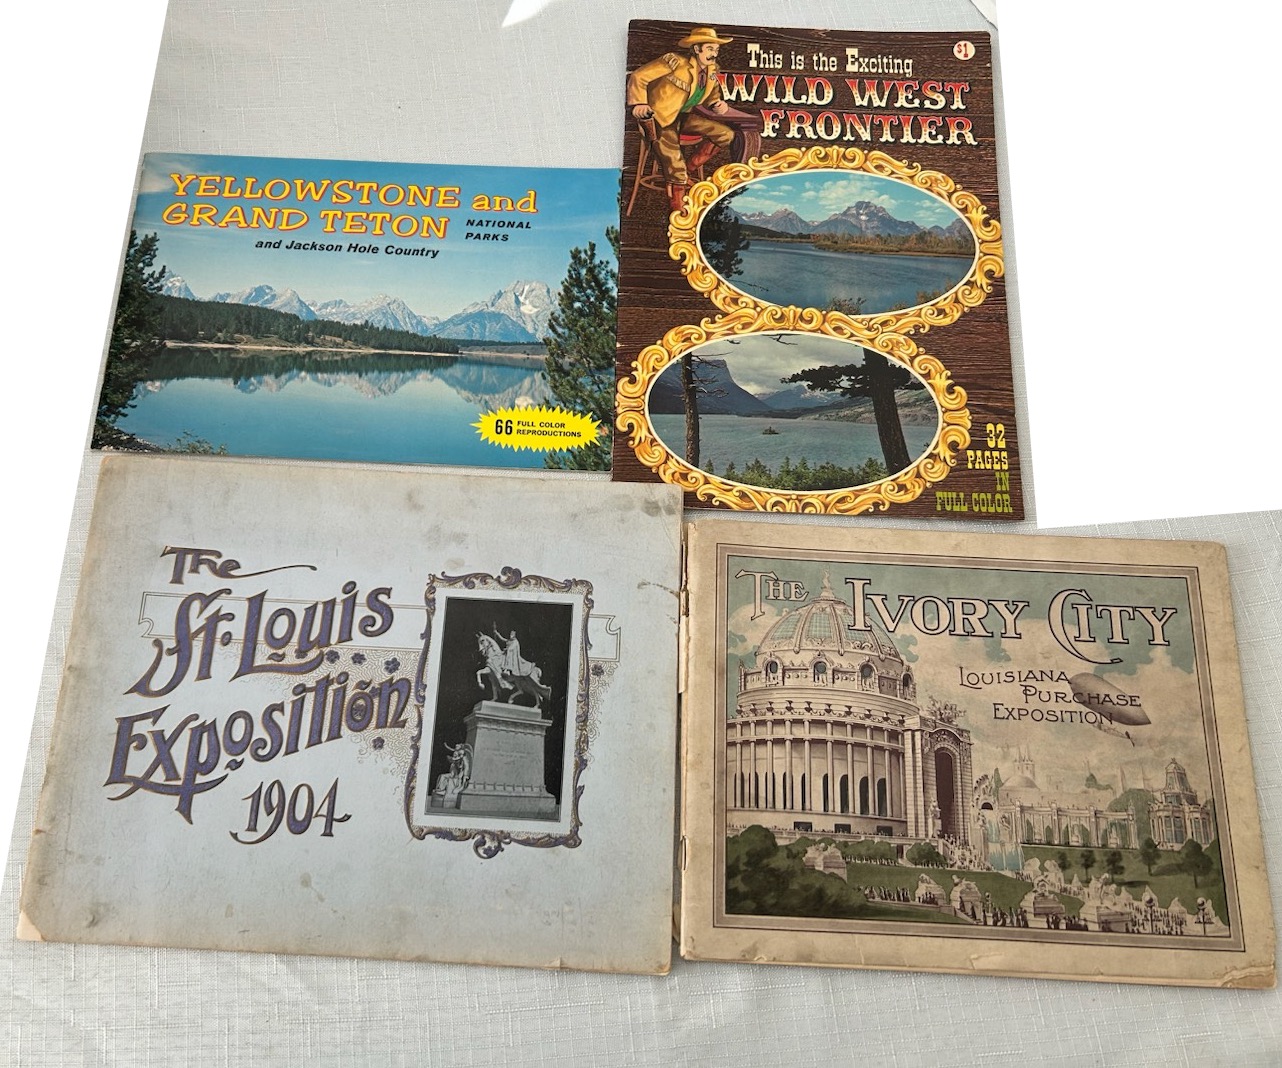 YELLOWSTONE and
GRAND TETON NATIONAL
PARKS
and Jackson Hole Country
66 FULL COLOR
REPRODUCTIONS
$1
This is the Exciting
WILD WEST
FRONTIER
32
PAGES
IN
FULL COLOR
The
St. Louis
Exposition
1904
THE IVORY CITY
LOUISIANA
PURCHASE
EXPOSITION